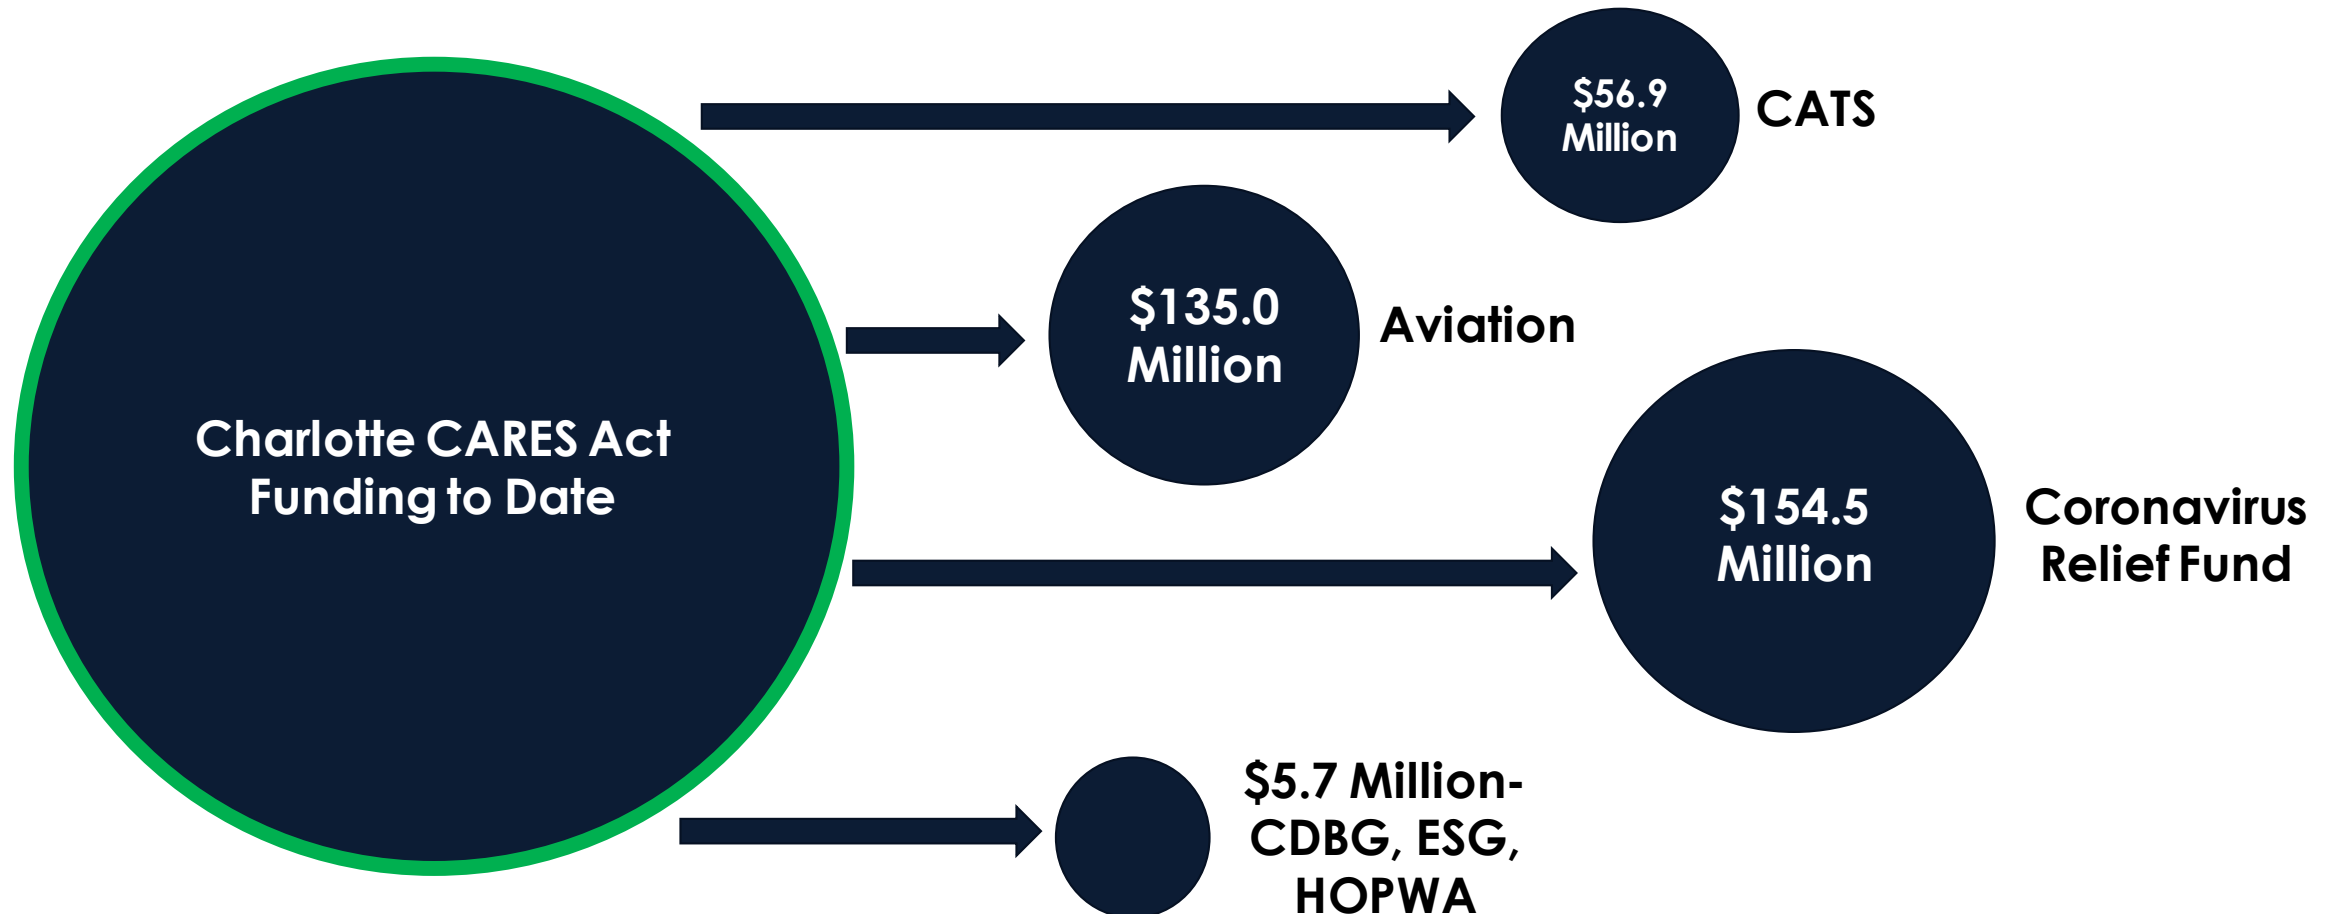 $56.9
Million
CATS
$135.0
Million
Aviation
Charlotte CARES Act
Funding to Date
$154.5
Million
Coronavirus
Relief Fund
$5.7 Million-
CDBG, ESG,
HOPWA